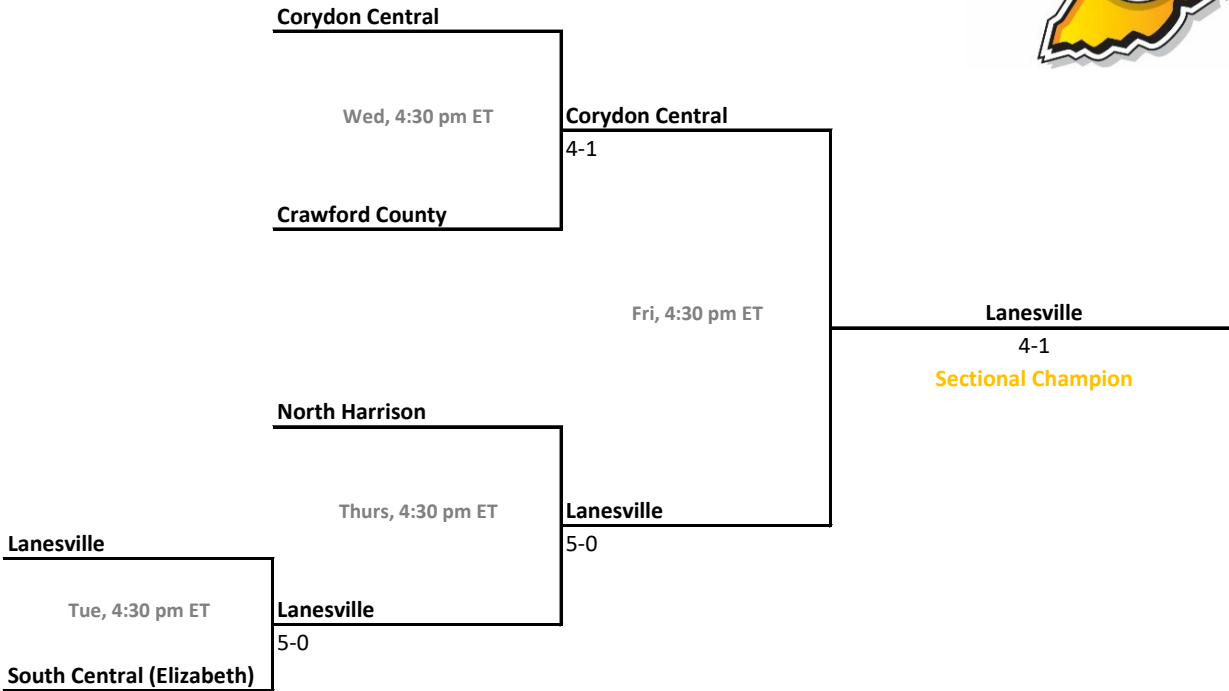 Corydon Central
Wed, 4:30 pm ET
Corydon Central
4-1
Crawford County
Fri, 4:30 pm ET
Lanesville
4-1
Sectional Champion
North Harrison
Thurs, 4:30 pm ET
Lanesville
5-0
Lanesville
Tue, 4:30 pm ET
Lanesville
5-0
South Central (Elizabeth)